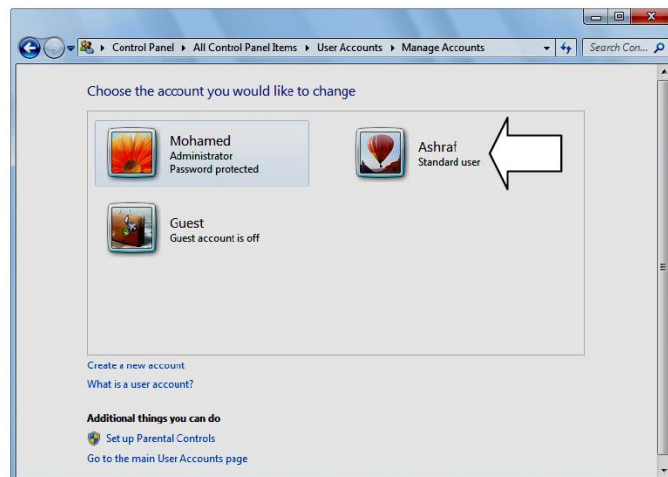 Control Panel ▸ All Control Panel Items ▸ User Accounts ▸ Manage Accounts
Search Con...
Choose the account you would like to change
Mohamed
Administrator
Password protected
Ashraf
Standard user
Guest
Guest account is off
Create a new account
What is a user account?
Additional things you can do
Set up Parental Controls
Go to the main User Accounts page